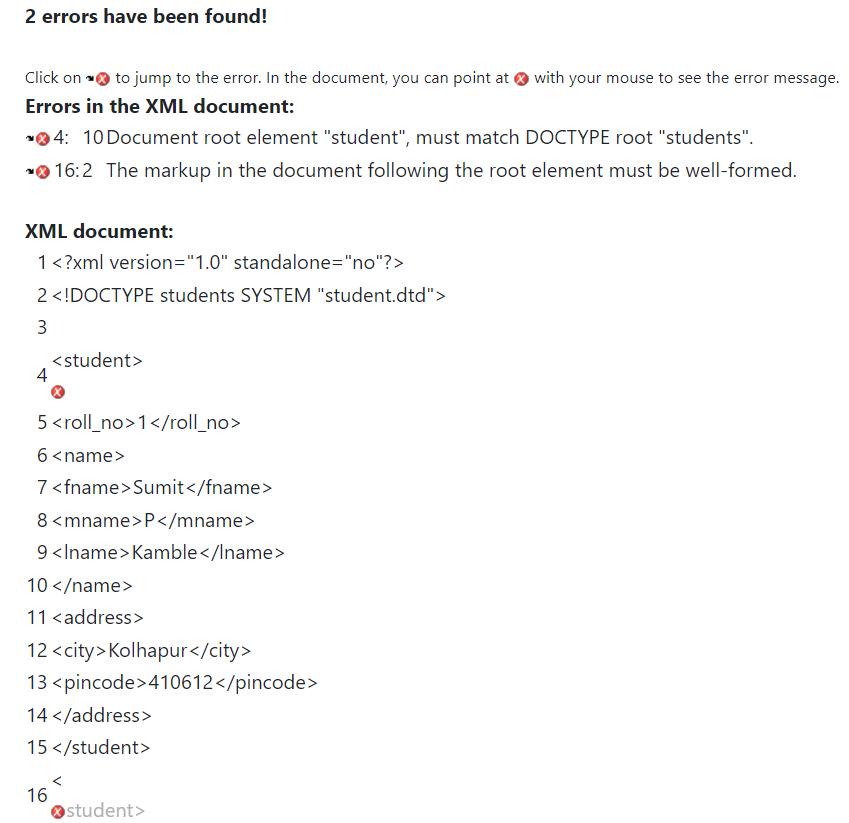 2 errors have been found!
Click on to jump to the error. In the document, you can point at with your mouse to see the error message.
Errors in the XML document:
4: 10 Document root element "student", must match DOCTYPE root "students".
16: 2 The markup in the document following the root element must be well-formed.
XML document:
1 <?xml version="1.0" standalone="no"?>
2 <!DOCTYPE students SYSTEM "student.dtd">
3
4 <student>
5 <roll_no>1</roll_no>
6 <name>
7 <fname>Sumit</fname>
8 <mname>P</mname>
9 <lname>Kamble</lname>
10 </name>
11 <address>
12 <city>Kolhapur</city>
13 <pincode>410612</pincode>
14 </address>
15 </student>
16 <
student>